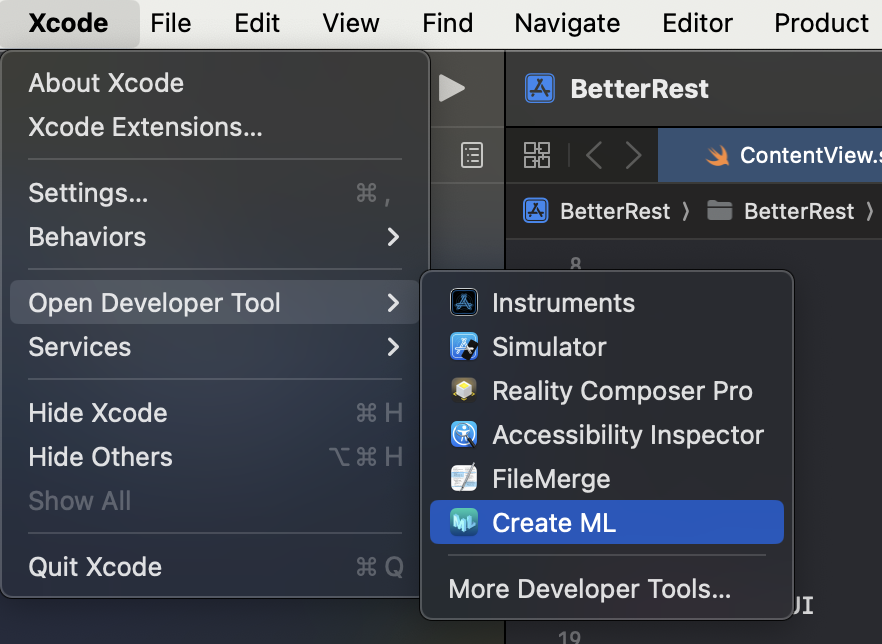 Xcode File Edit View Find Navigate Editor Product
About Xcode
Xcode Extensions...
Settings... ⌘ ,
Behaviors
Open Developer Tool
Services
Hide Xcode ⌘ H
Hide Others ⌥ ⌘ H
Show All
Quit Xcode ⌘ Q
BetterRest
ContentView.s
BetterRest BetterRest
8
Instruments
Simulator
Reality Composer Pro
Accessibility Inspector
FileMerge
ML Create ML
More Developer Tools...
UI
19